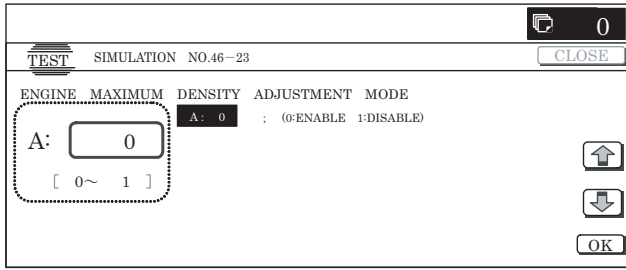 0
TEST SIMULATION NO.46-23 CLOSE
ENGINE MAXIMUM DENSITY ADJUSTMENT MODE
A: 0 ; (0:ENABLE 1:DISABLE)
A: 0
[ 0～ 1 ]
OK